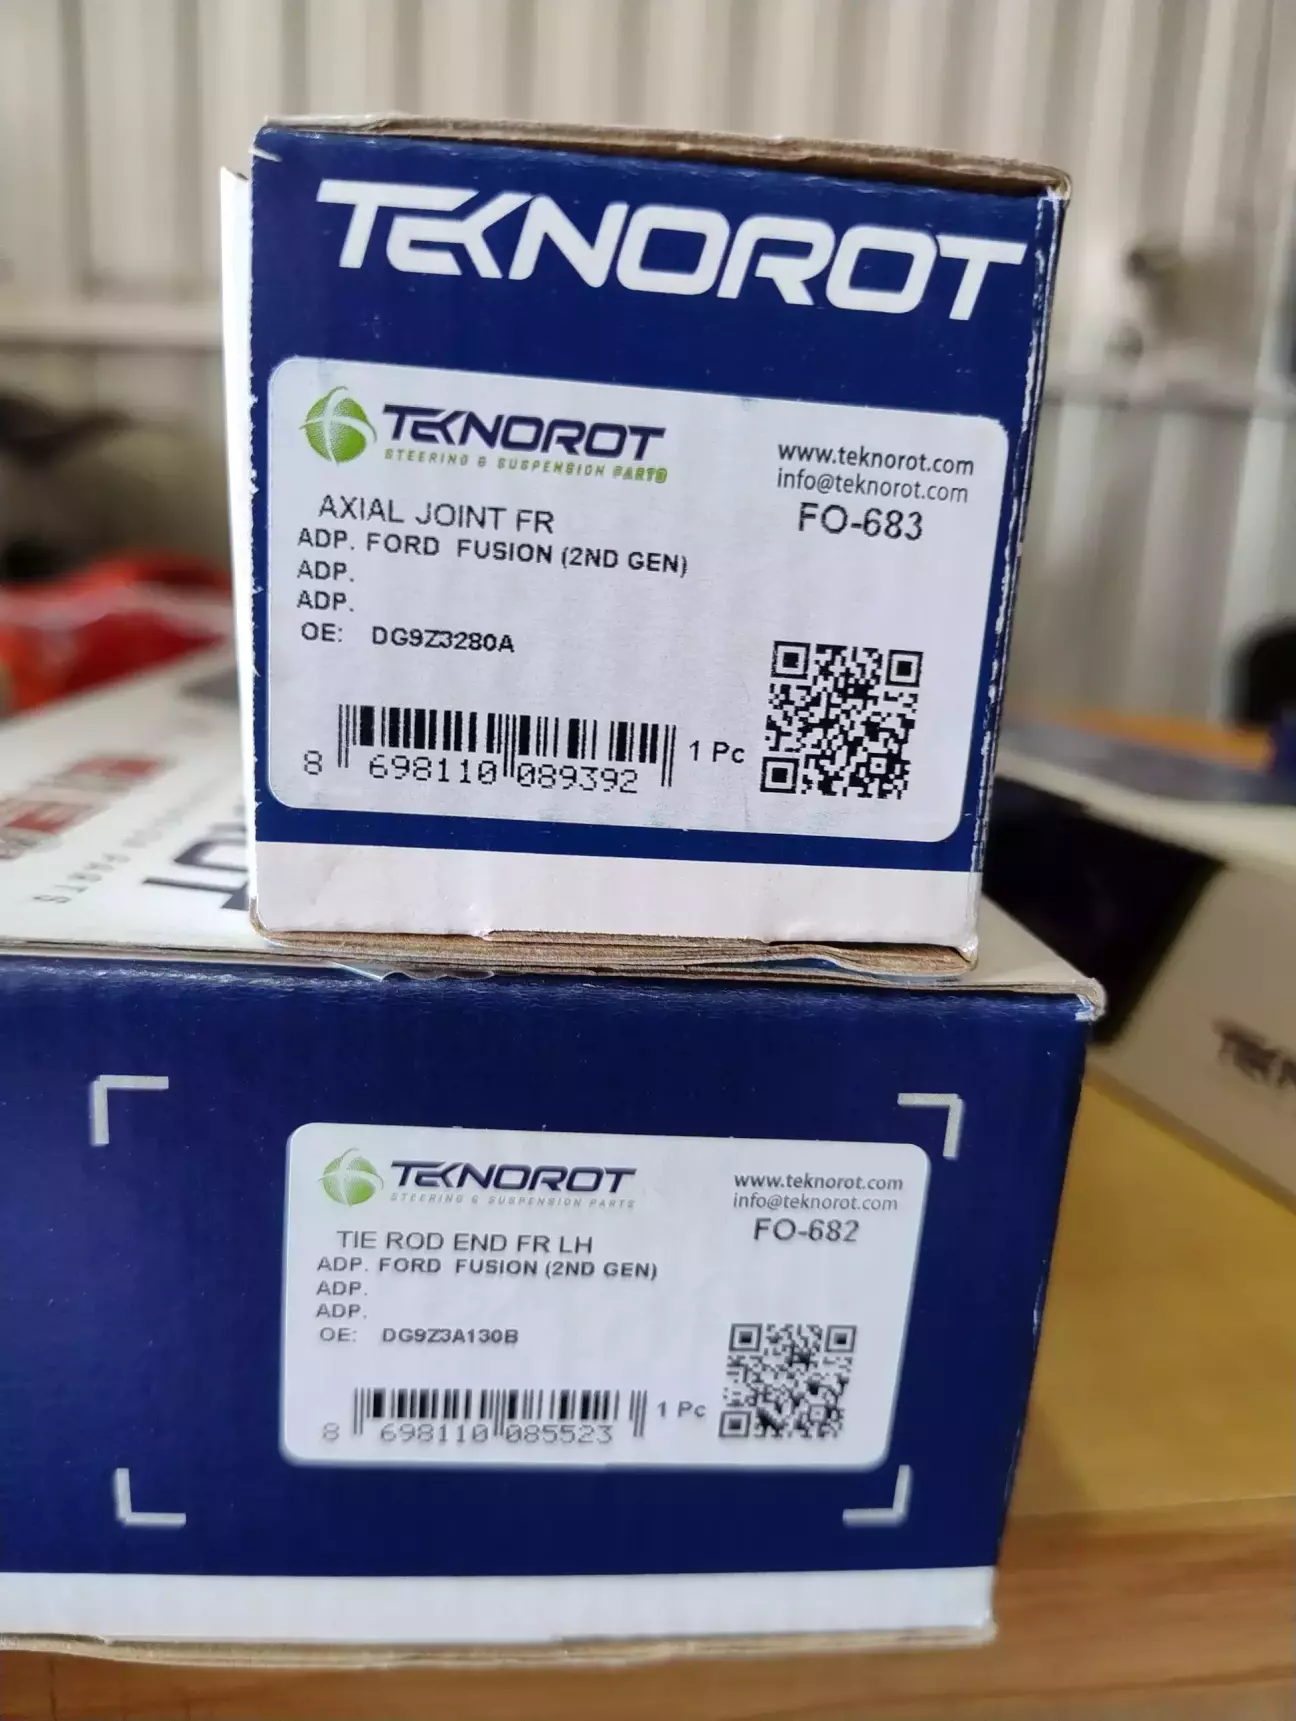 TEKNOROT
TEKNOROT
STEERING & SUSPENSION PARTS
www.teknorot.com
info@teknorot.com
FO-683
AXIAL JOINT FR
ADP. FORD FUSION (2ND GEN)
ADP.
ADP.
OE: DG9Z3280A
8 698110 089392
1 Pc
TEKNOROT
STEERING & SUSPENSION PARTS
www.teknorot.com
info@teknorot.com
FO-682
TIE ROD END FR LH
ADP. FORD FUSION (2ND GEN)
ADP.
ADP.
OE: DG9Z3A130B
8 698110 085523
1 Pc